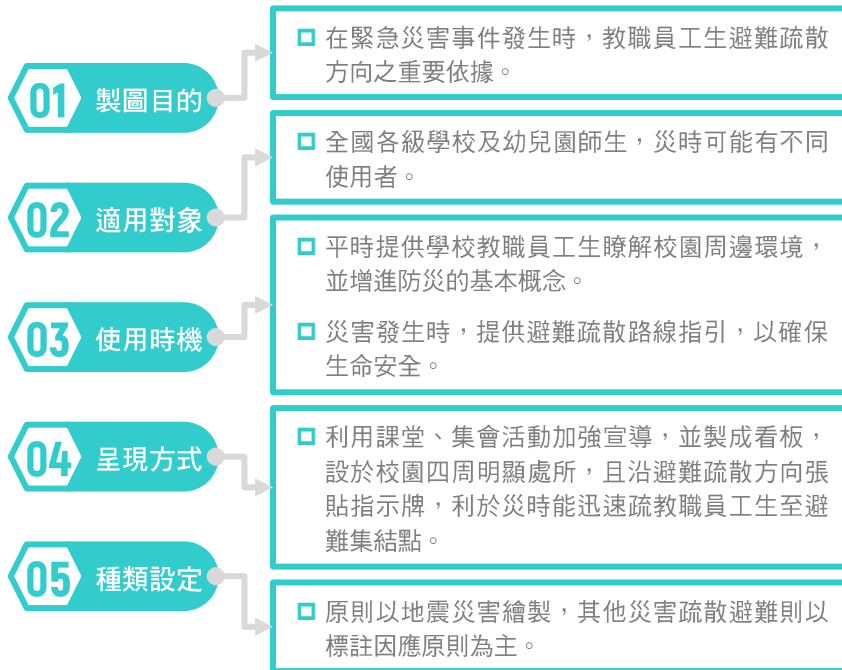 01 製圖目的
在緊急災害事件發生時，教職員工生避難疏散
方向之重要依據。
02 適用對象
全國各級學校及幼兒園師生，災時可能有不同
使用者。
03 使用時機
平時提供學校教職員工生瞭解校園周邊環境，
並增進防災的基本概念。
災害發生時，提供避難疏散路線指引，以確保
生命安全。
04 呈現方式
利用課堂、集會活動加強宣導，並製成看板，
設於校園四周明顯處所，且沿避難疏散方向張
貼指示牌，利於災時能迅速疏教職員工生至避
難集結點。
05 種類設定
原則以地震災害繪製，其他災害疏散避難則以
標註因應原則為主。